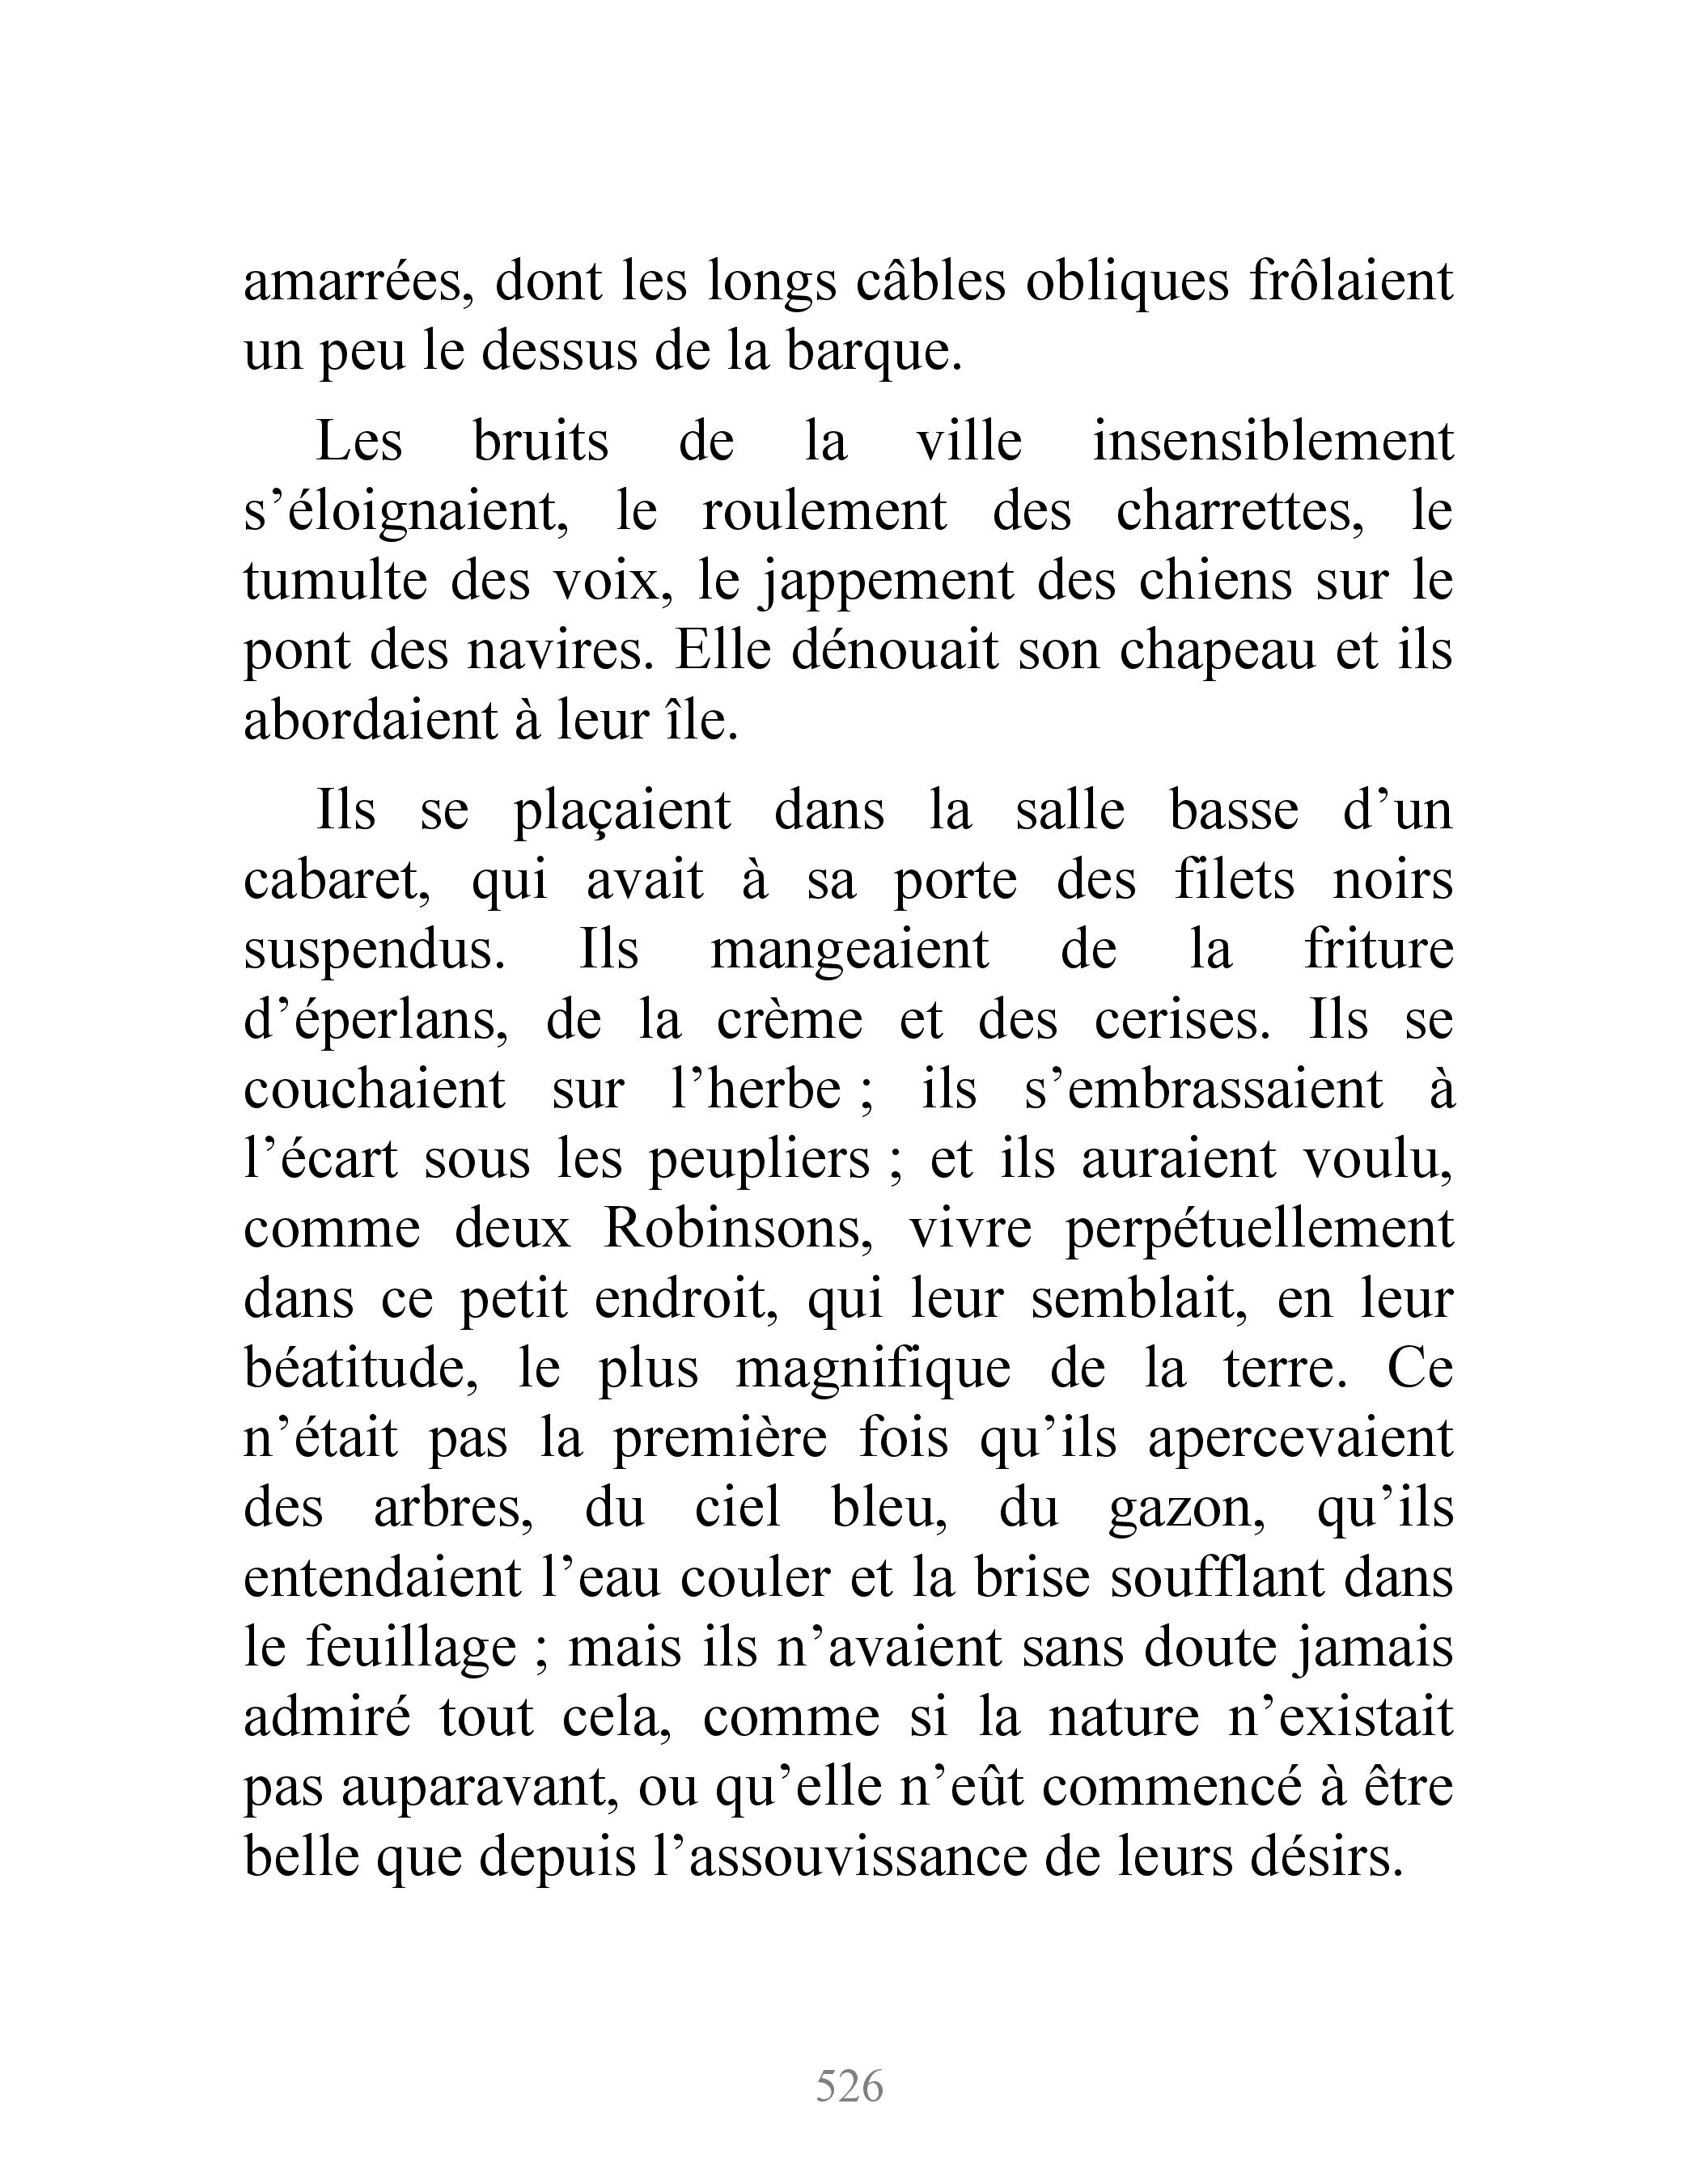 amarrées, dont les longs câbles obliques frôlaient
un peu le dessus de la barque.
Les bruits de la ville insensiblement
s’éloignaient, le roulement des charrettes, le
tumulte des voix, le jappement des chiens sur le
pont des navires. Elle dénouait son chapeau et ils
abordaient à leur île.
Ils se plaçaient dans la salle basse d’un
cabaret, qui avait à sa porte des filets noirs
suspendus. Ils mangeaient de la friture
d’éperlans, de la crème et des cerises. Ils se
couchaient sur l’herbe ; ils s’embrassaient à
l’écart sous les peupliers ; et ils auraient voulu,
comme deux Robinsons, vivre perpétuellement
dans ce petit endroit, qui leur semblait, en leur
béatitude, le plus magnifique de la terre. Ce
n’était pas la première fois qu’ils apercevaient
des arbres, du ciel bleu, du gazon, qu’ils
entendaient l’eau couler et la brise soufflant dans
le feuillage ; mais ils n’avaient sans doute jamais
admiré tout cela, comme si la nature n’existait
pas auparavant, ou qu’elle n’eût commencé à être
belle que depuis l’assouvissance de leurs désirs.
526